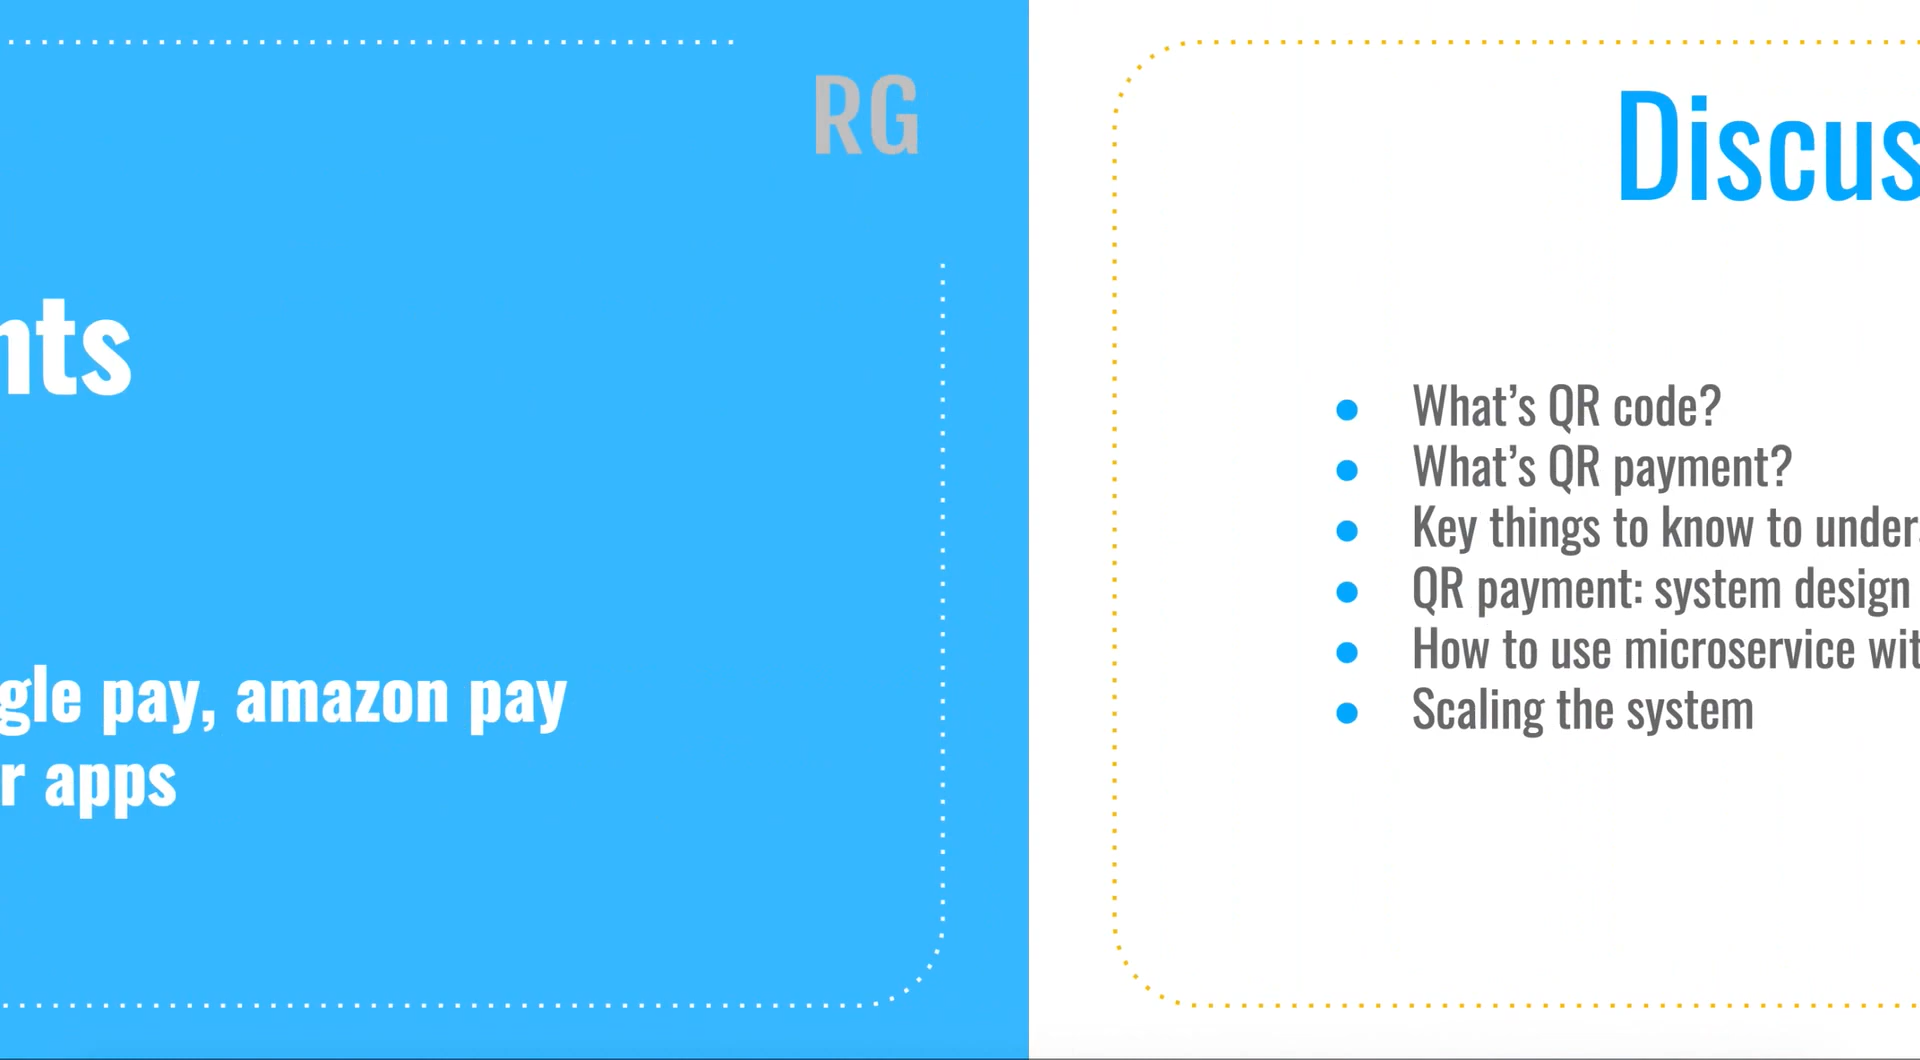 RG
nts
gle pay, amazon pay
r apps
Discus
What’s QR code?
What’s QR payment?
Key things to know to under
QR payment: system design
How to use microservice wit
Scaling the system